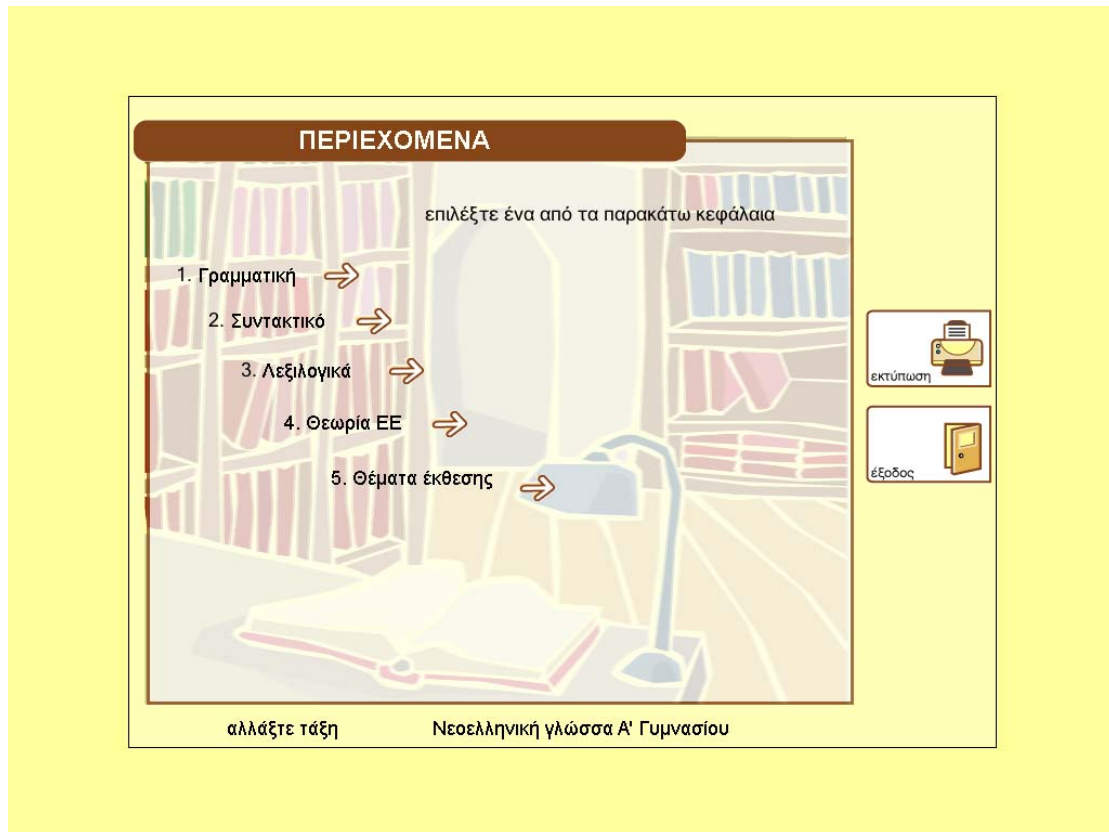 ΠΕΡΙΕΧΟΜΕΝΑ
επιλέξτε ένα από τα παρακάτω κεφάλαια
1. Γραμματική
2. Συντακτικό
3. Λεξιλογικά
4. Θεωρία ΕΕ
5. Θέματα έκθεσης
εκτύπωση
έξοδος
αλλάξτε τάξη
Νεοελληνική γλώσσα Α' Γυμνασίου